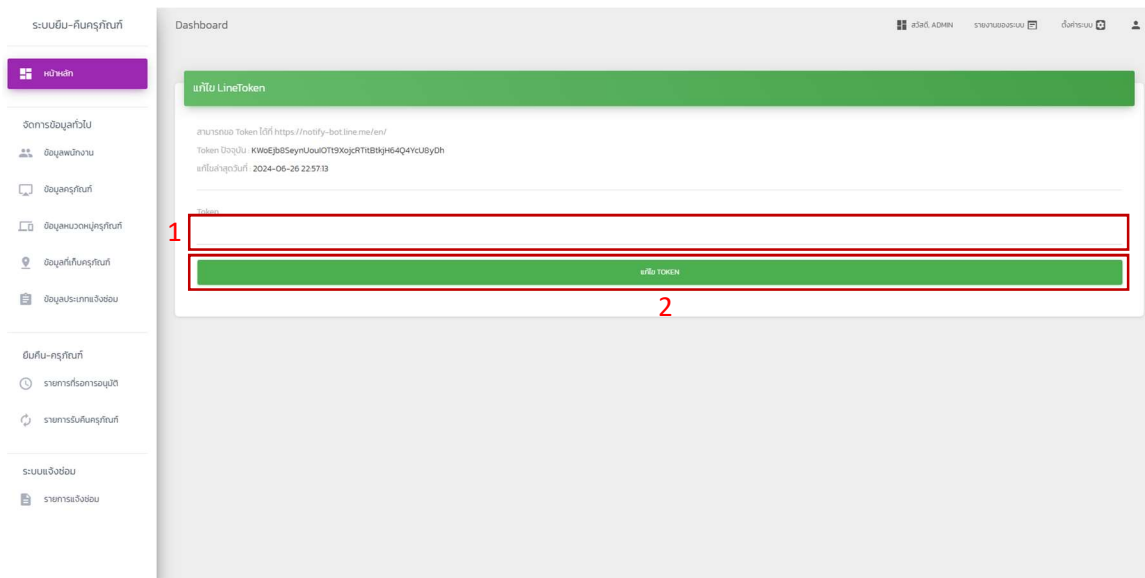 ระบบยืม-คืนครุภัณฑ์
Dashboard
สวัสดี, ADMIN
รายงานของระบบ
ตั้งค่าระบบ
หน้าหลัก
แก้ไข LineToken
จัดการข้อมูลทั่วไป
ข้อมูลพนักงาน
ข้อมูลครุภัณฑ์
ข้อมูลหมวดหมู่ครุภัณฑ์
ข้อมูลที่เก็บครุภัณฑ์
ข้อมูลประเภทแจ้งซ่อม
ยืมคืน-ครุภัณฑ์
รายการที่รอการอนุมัติ
รายการรับคืนครุภัณฑ์
ระบบแจ้งซ่อม
รายการแจ้งซ่อม
สามารถขอ Token ได้ที่ https://notify-bot.line.me/en/
Token ปัจจุบัน : KWoEjb8SeynUouIOTt9XojcRTitBtkjH64Q4YcU8yDh
แก้ไขล่าสุดวันที่ : 2024-06-26 22:57:13
Token
1
แก้ไข TOKEN
2